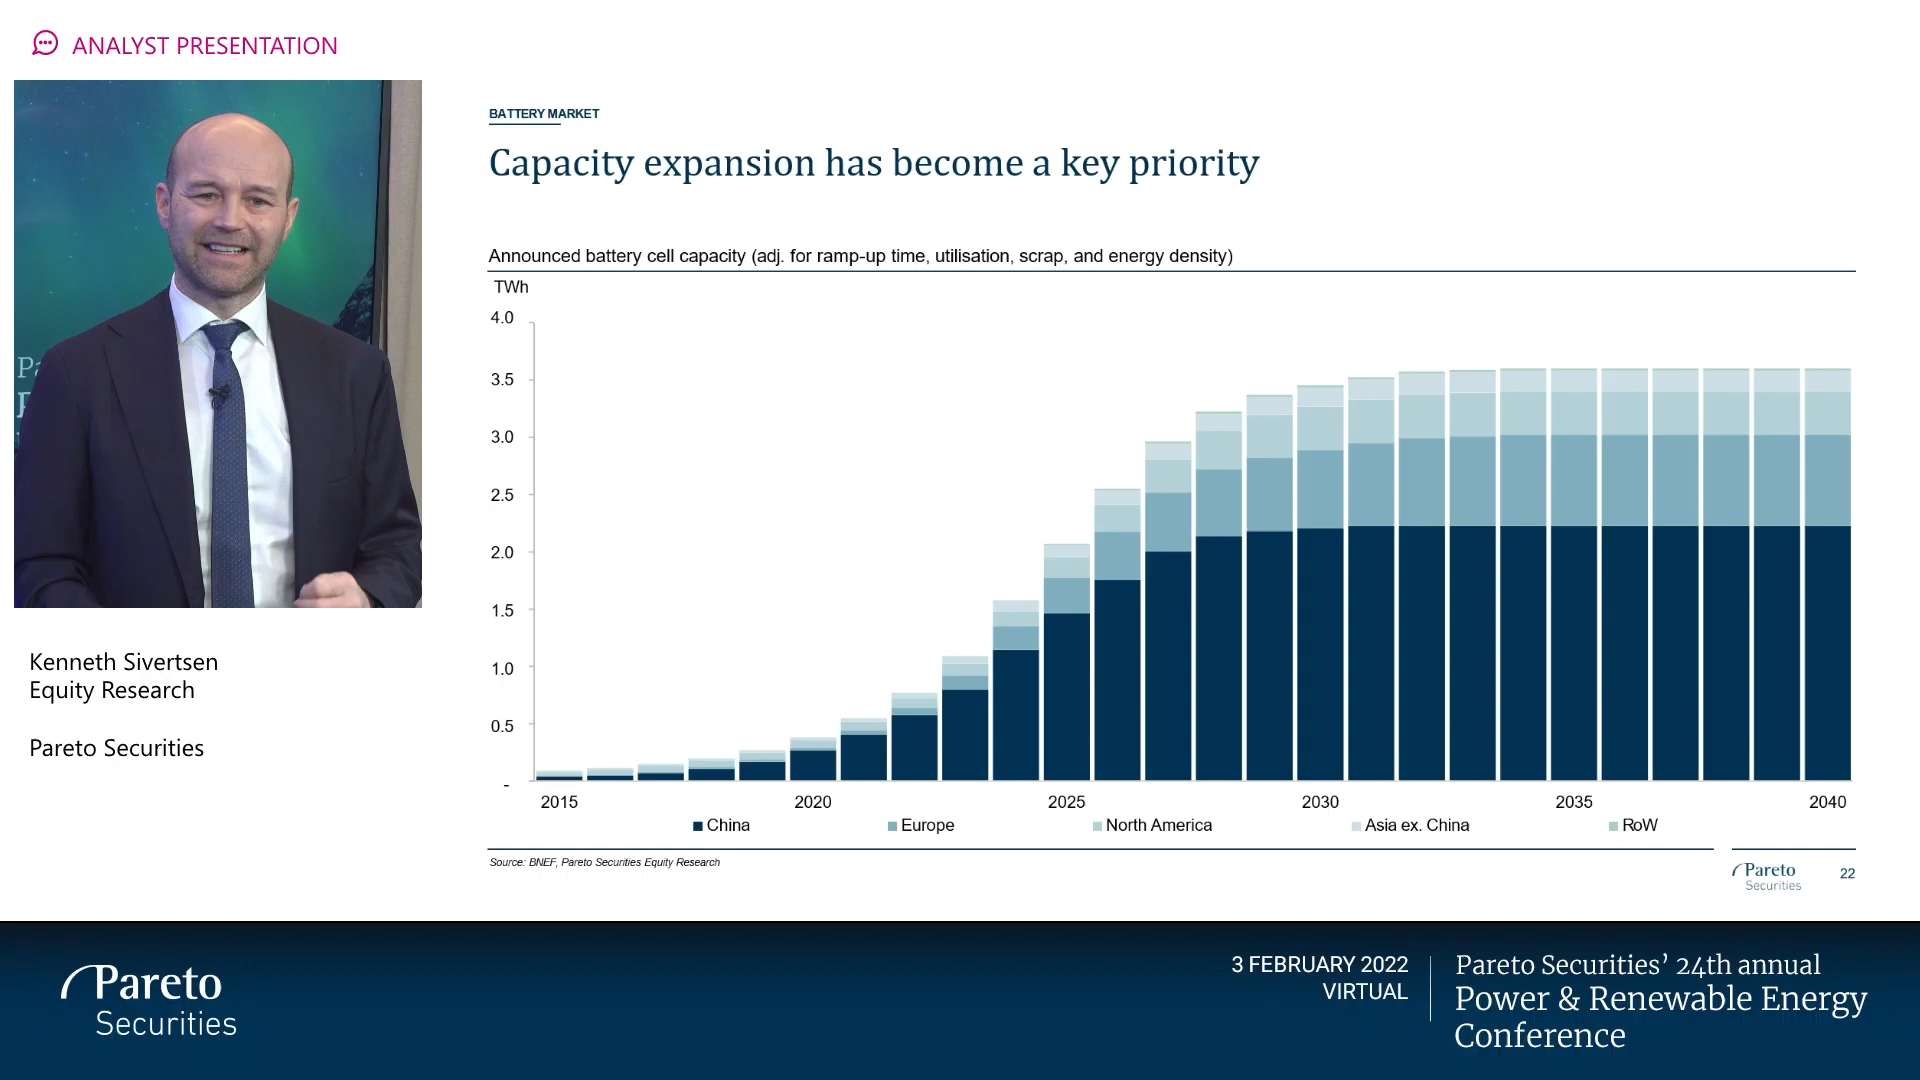 ANALYST PRESENTATION
Kenneth Sivertsen
Equity Research
Pareto Securities
BATTERY MARKET
Capacity expansion has become a key priority
Announced battery cell capacity (adj. for ramp-up time, utilisation, scrap, and energy density)
TWh
4.0
3.5
3.0
2.5
2.0
1.5
1.0
0.5
-
2015 2020 2025 2030 2035 2040
China Europe North America Asia ex. China RoW
Source: BNEF, Pareto Securities Equity Research
Pareto
Securities
22
Pareto
Securities
3 FEBRUARY 2022
VIRTUAL
Pareto Securities’ 24th annual
Power & Renewable Energy
Conference